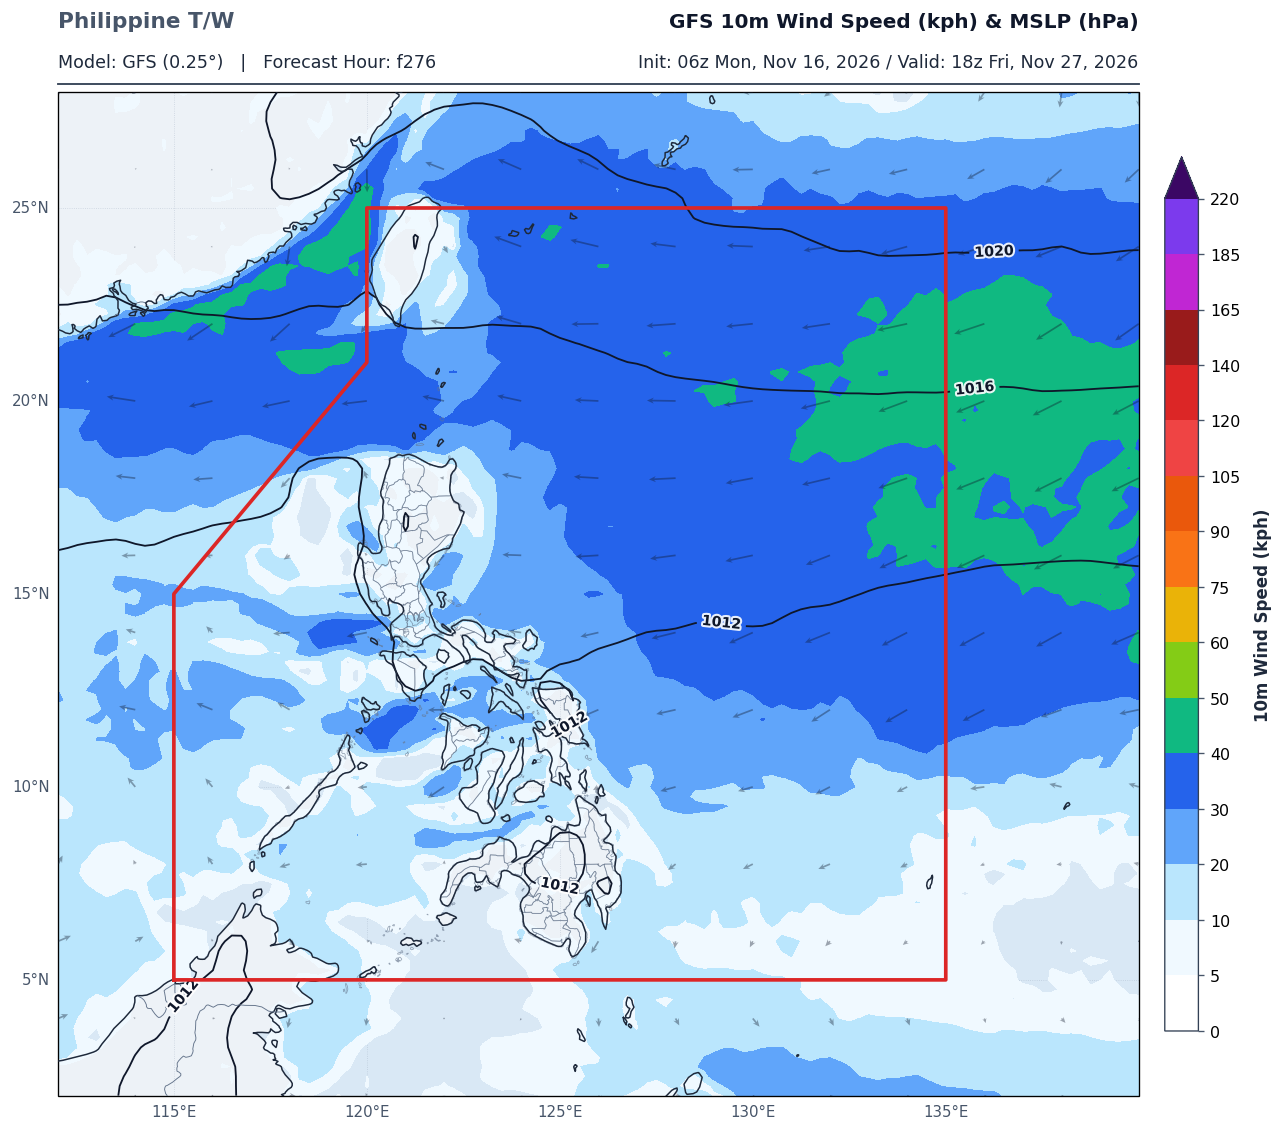 Philippine T/W
GFS 10m Wind Speed (kph) & MSLP (hPa)
Model: GFS (0.25°)   |   Forecast Hour: f276
Init: 06z Mon, Nov 16, 2026 / Valid: 18z Fri, Nov 27, 2026
25°N
20°N
15°N
10°N
5°N
115°E
120°E
125°E
130°E
135°E
1020
1016
1012
1012
1012
1012
220
185
165
140
120
105
90
75
60
50
40
30
20
10
5
0
10m Wind Speed (kph)